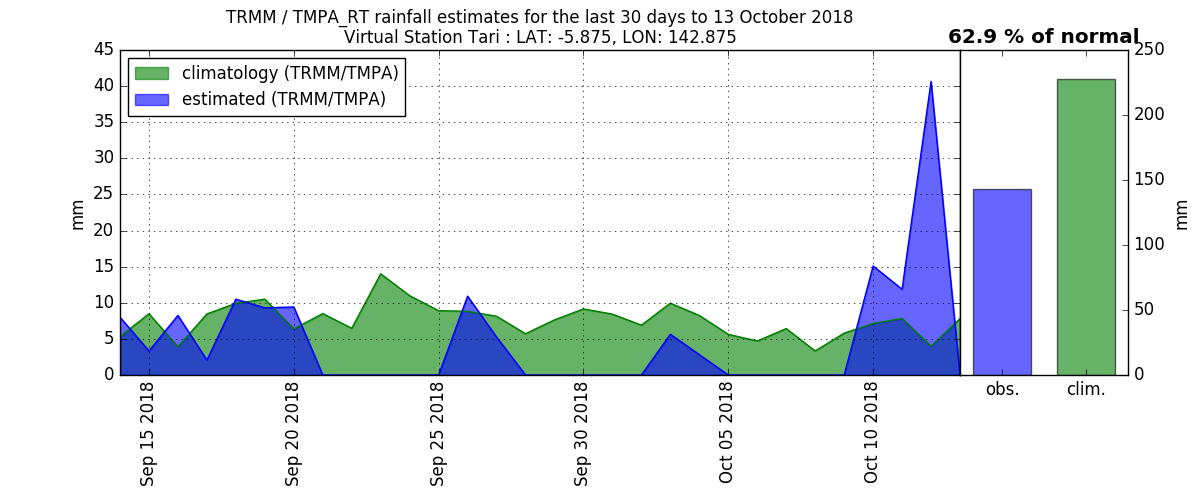 TRMM / TMPA_RT rainfall estimates for the last 30 days to 13 October 2018
Virtual Station Tari : LAT: -5.875, LON: 142.875
62.9 % of normal
climatology (TRMM/TMPA)
estimated (TRMM/TMPA)
45
40
35
30
25
20
15
10
5
0
mm
Sep 15 2018
Sep 20 2018
Sep 25 2018
Sep 30 2018
Oct 05 2018
Oct 10 2018
250
200
150
100
50
0
mm
obs.
clim.